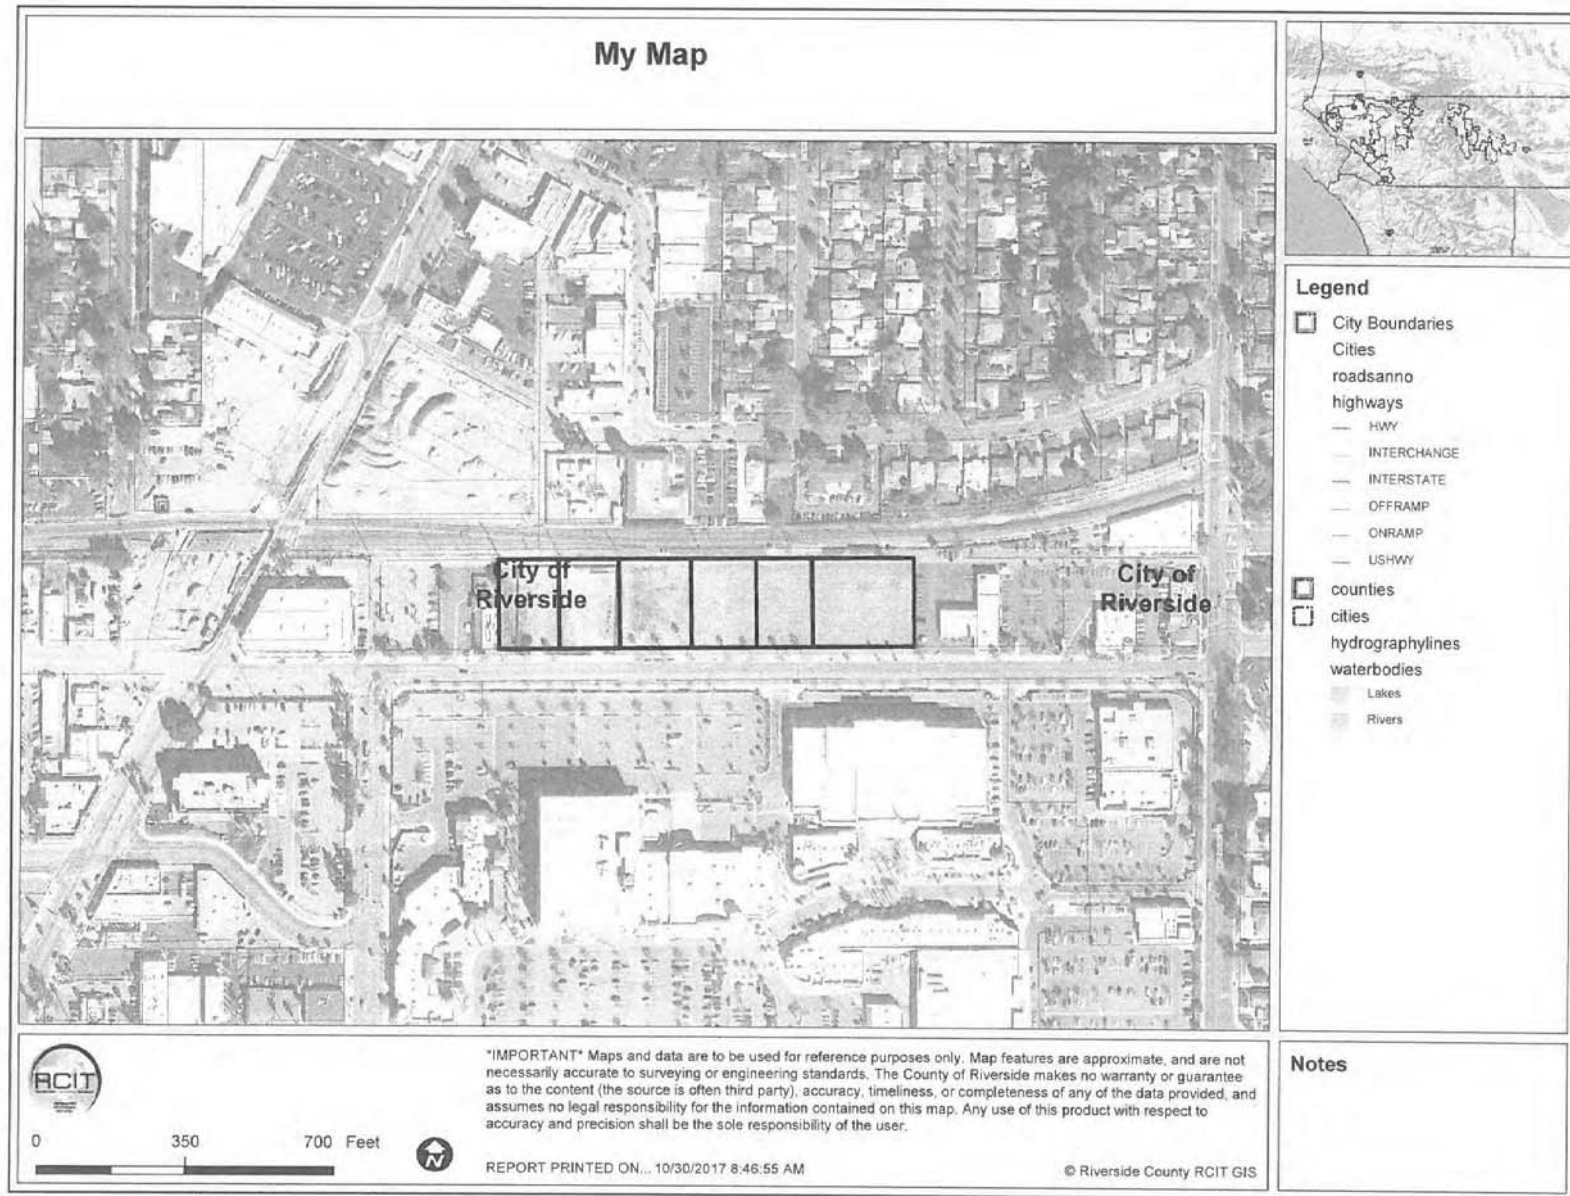 My Map
City of
Riverside
City of
Riverside
Legend
City Boundaries
Cities
roadsanno
highways
HWY
INTERCHANGE
INTERSTATE
OFFRAMP
ONRAMP
USHWY
counties
cities
hydrographylines
waterbodies
Lakes
Rivers
RCIT
0 350 700 Feet
N
*IMPORTANT* Maps and data are to be used for reference purposes only. Map features are approximate, and are not
necessarily accurate to surveying or engineering standards. The County of Riverside makes no warranty or guarantee
as to the content (the source is often third party), accuracy, timeliness, or completeness of any of the data provided, and
assumes no legal responsibility for the information contained on this map. Any use of this product with respect to
accuracy and precision shall be the sole responsibility of the user.
REPORT PRINTED ON... 10/30/2017 8:46:55 AM
© Riverside County RCIT GIS
Notes